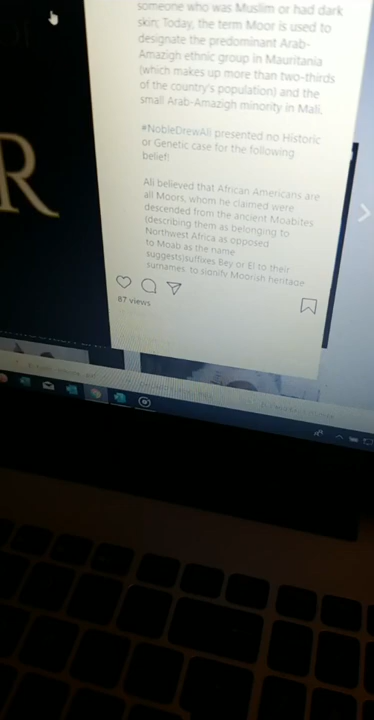 someone who was Muslim or had dark
skin; Today, the term Moor is used to
designate the predominant Arab-
Amazigh ethnic group in Mauritania
(which makes up more than two-thirds
of the country's population) and the
small Arab-Amazigh minority in Mali.
#NobleDrewAli presented no Historic
or Genetic case for the following
belief!
Ali believed that African Americans are
all Moors, whom he claimed were
descended from the ancient Moabites
(describing them as belonging to
Northwest Africa as opposed
to Moab as the name
suggests)suffixes Bey or El to their
surnames, to signify Moorish heritage
87 views
R